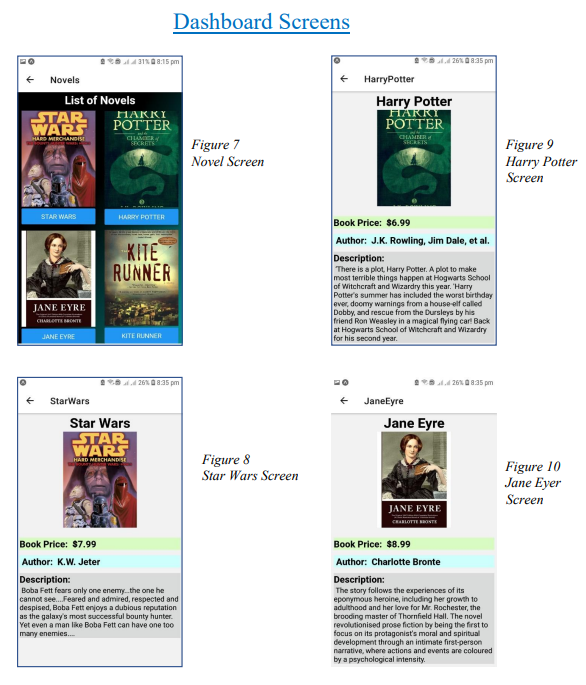 Dashboard Screens
31% 8:15 pm
Novels
List of Novels
STAR WARS
HARD MERCHANDISE
HARRY POTTER
and the
CHAMBER of SECRETS
STAR WARS
HARRY POTTER
JANE EYRE
CHARLOTTE BRONTE
THE KITE RUNNER
JANE EYRE
KITE RUNNER
Figure 7
Novel Screen
26% 8:35 pm
HarryPotter
Harry Potter
HARRY POTTER
and the
CHAMBER of
SECRETS
Book Price: $6.99
Author: J.K. Rowling, Jim Dale, et al.
Description:
'There is a plot, Harry Potter. A plot to make
most terrible things happen at Hogwarts School
of Witchcraft and Wizardry this year. 'Harry
Potter's summer has included the worst birthday
ever, doomy warnings from a house-elf called
Dobby, and rescue from the Dursleys by his
friend Ron Weasley in a magical flying car! Back
at Hogwarts School of Witchcraft and Wizardry
for his second year.
Figure 9
Harry Potter
Screen
26% 8:35 pm
StarWars
Star Wars
STAR WARS
HARD MERCHANDISE
Book Price: $7.99
Author: K.W. Jeter
Description:
Boba Fett fears only one enemy...the one he
cannot see....Feared and admired, respected and
despised, Boba Fett enjoys a dubious reputation
as the galaxy's most successful bounty hunter.
Yet even a man like Boba Fett can have one too
many enemies....
Figure 8
Star Wars Screen
26% 8:35 pm
JaneEyre
Jane Eyre
JANE EYRE
CHARLOTTE BRONTE
Book Price: $8.99
Author: Charlotte Bronte
Description:
The story follows the experiences of its
eponymous heroine, including her growth to
adulthood and her love for Mr. Rochester, the
brooding master of Thornfield Hall. The novel
revolutionised prose fiction by being the first to
focus on its protagonist's moral and spiritual
development through an intimate first-person
narrative, where actions and events are coloured
by a psychological intensity.
Figure 10
Jane Eyer
Screen